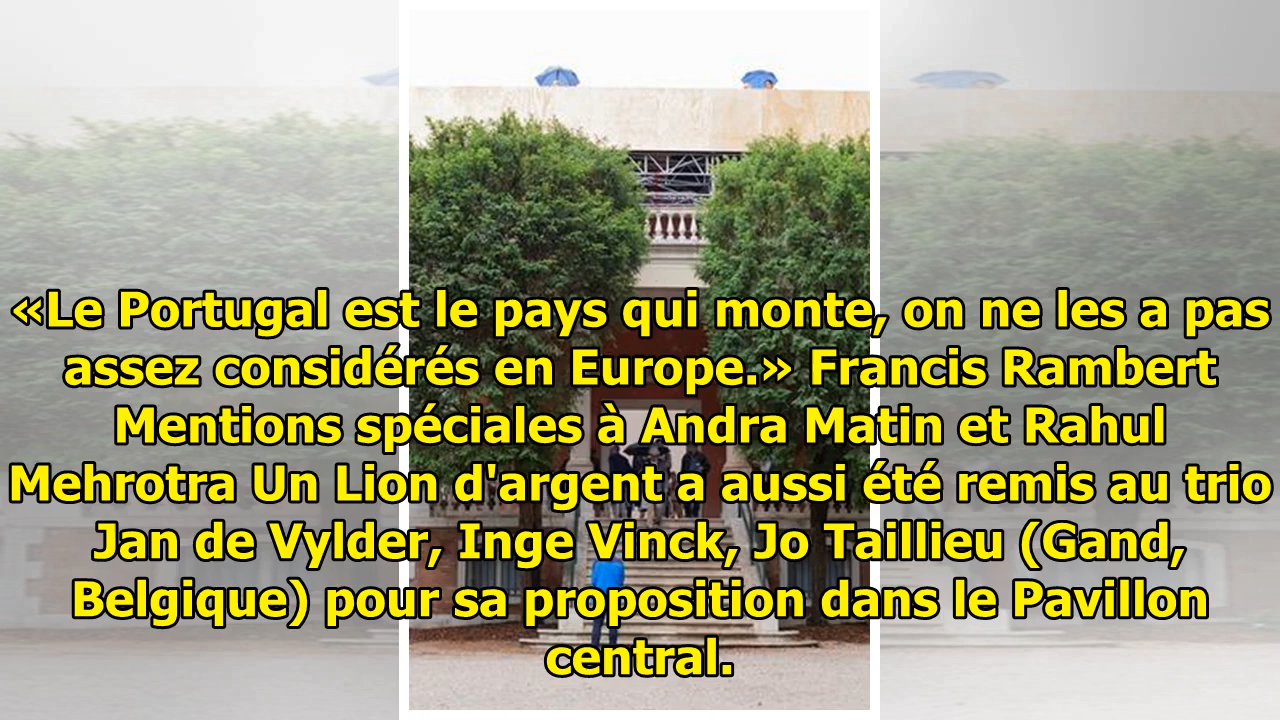 «Le Portugal est le pays qui monte, on ne les a pas
assez considérés en Europe.» Francis Rambert
Mentions spéciales à Andra Matin et Rahul
Mehrotra Un Lion d'argent a aussi été remis au trio
Jan de Vylder, Inge Vinck, Jo Taillieu (Gand,
Belgique) pour sa proposition dans le Pavillon
central.